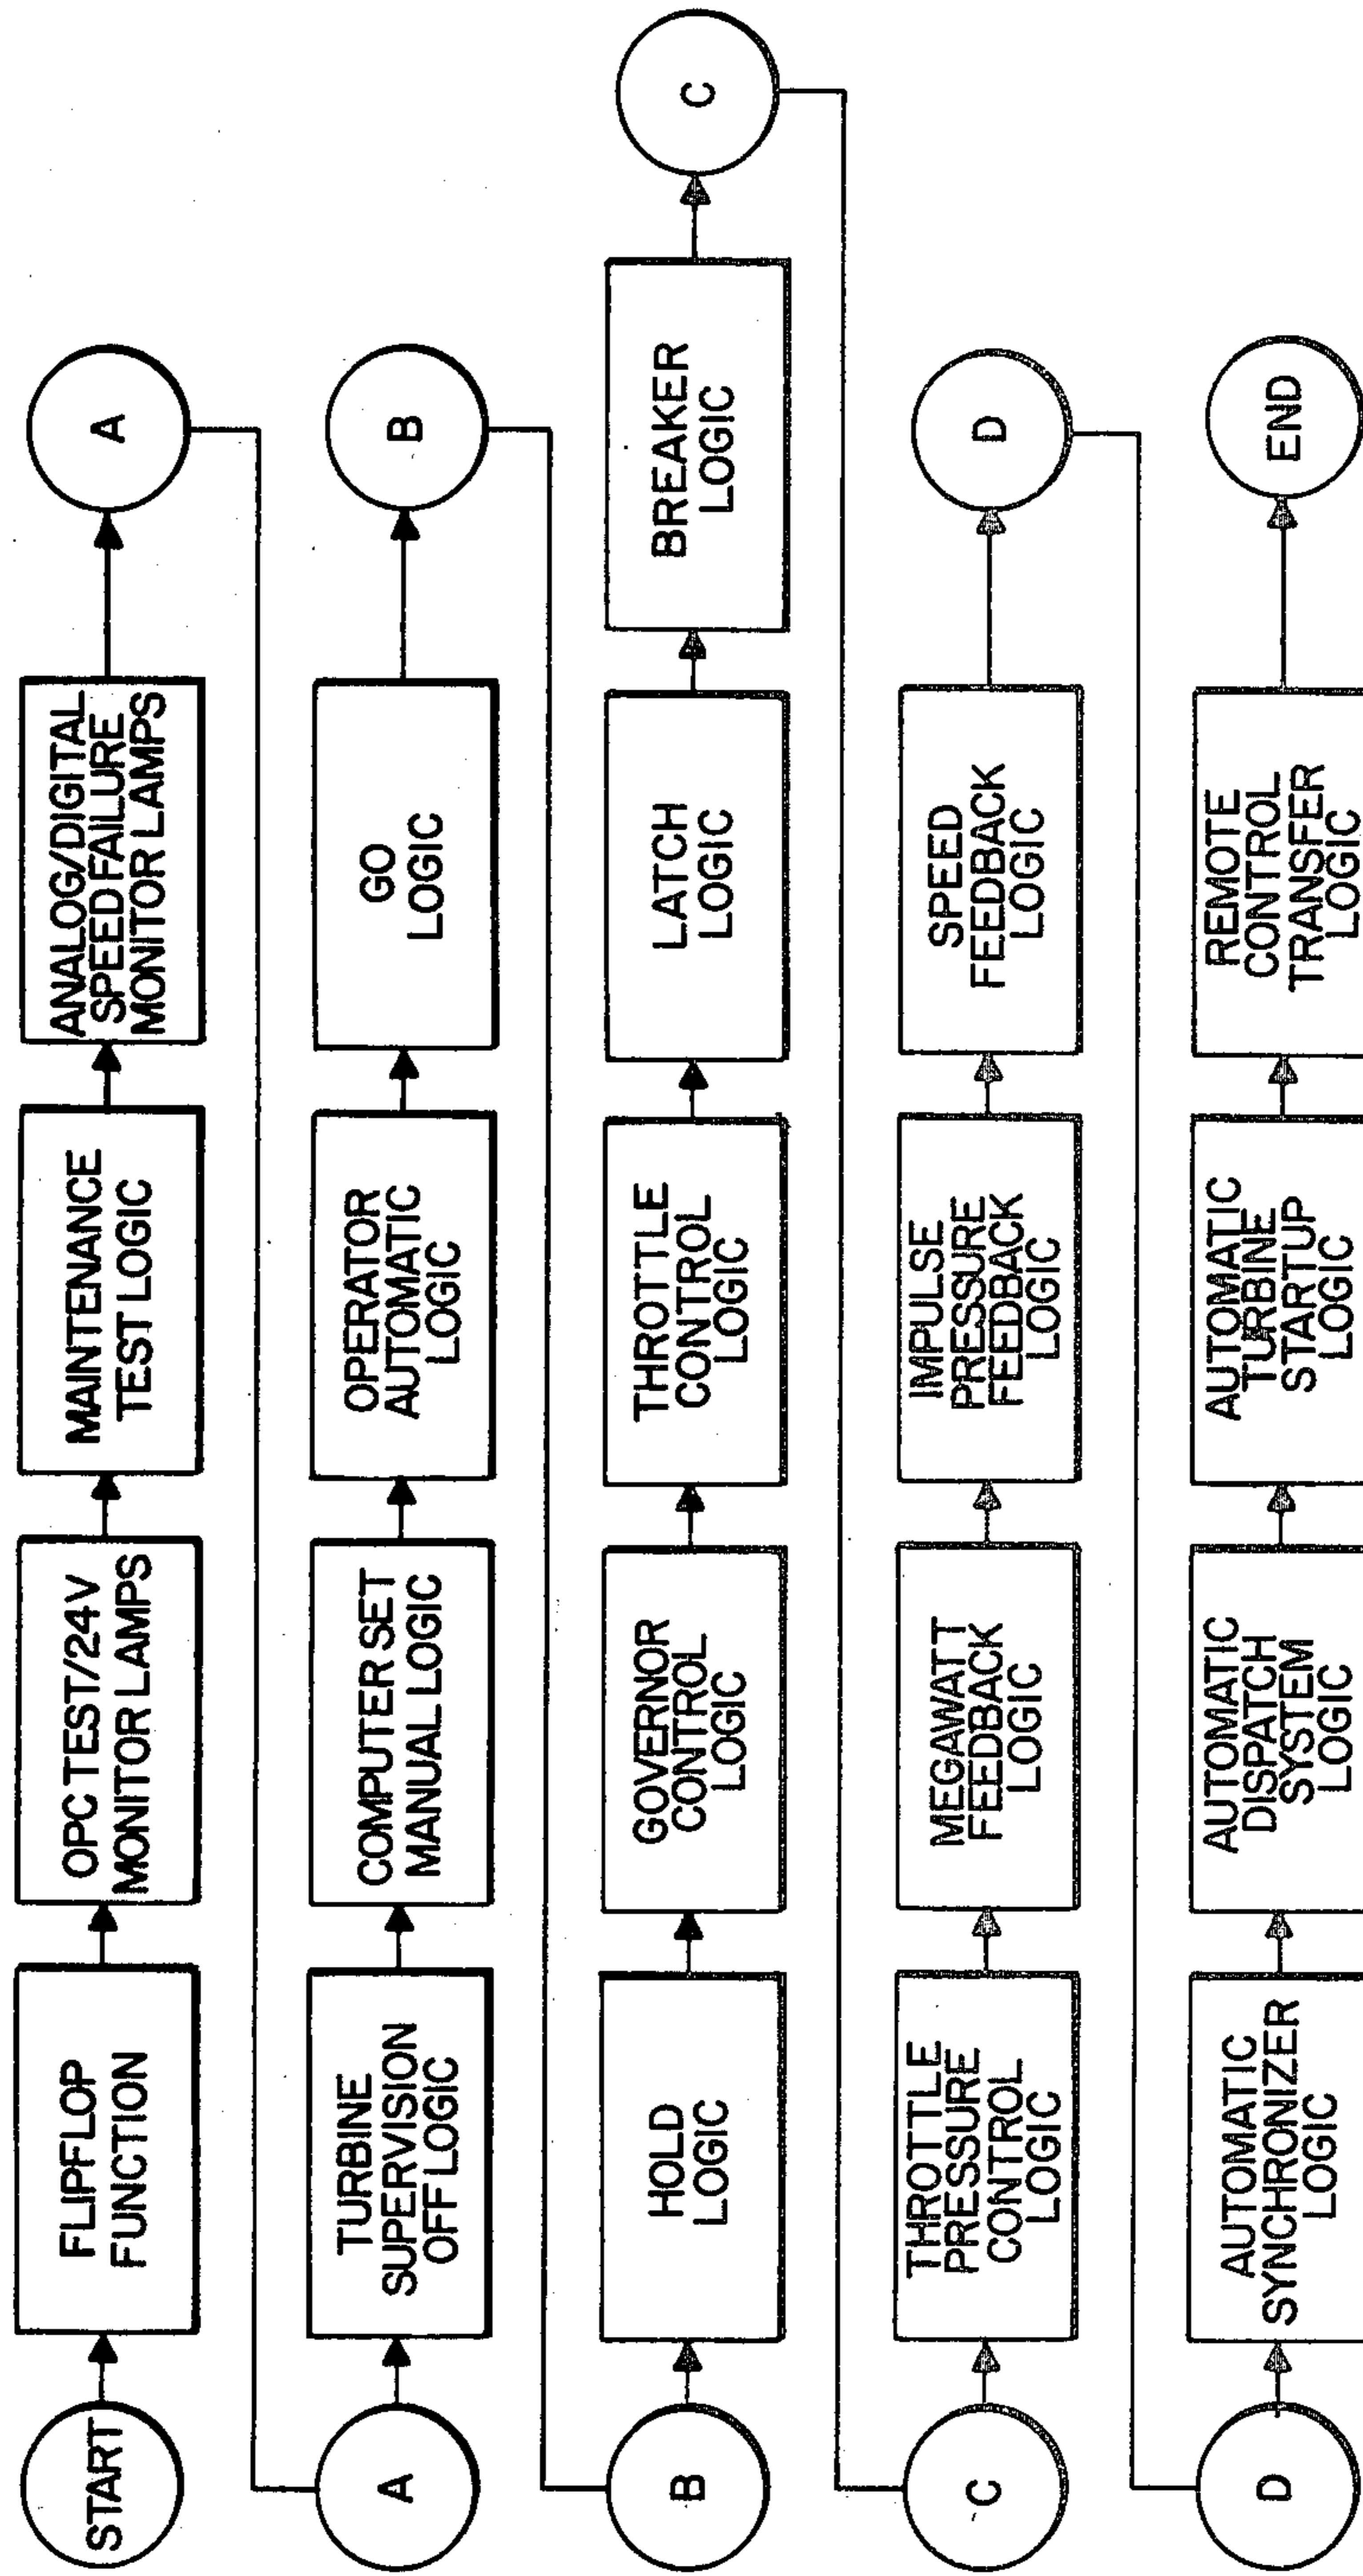 START
FLIPFLOP
FUNCTION
OPC TEST/24V
MONITOR LAMPS
MAINTENANCE
TEST LOGIC
ANALOG/DIGITAL
SPEED FAILURE
MONITOR LAMPS
A
A
TURBINE
SUPERVISION
OFF LOGIC
COMPUTER SET
MANUAL LOGIC
OPERATOR
AUTOMATIC
LOGIC
GO
LOGIC
B
B
HOLD
LOGIC
GOVERNOR
CONTROL
LOGIC
THROTTLE
CONTROL
LOGIC
LATCH
LOGIC
BREAKER
LOGIC
C
C
THROTTLE
PRESSURE
CONTROL
LOGIC
MEGAWATT
FEEDBACK
LOGIC
IMPULSE
PRESSURE
FEEDBACK
LOGIC
SPEED
FEEDBACK
LOGIC
D
D
AUTOMATIC
SYNCHRONIZER
LOGIC
AUTOMATIC
DISPATCH
SYSTEM
LOGIC
AUTOMATIC
TURBINE
STARTUP
LOGIC
REMOTE
CONTROL
TRANSFER
LOGIC
END